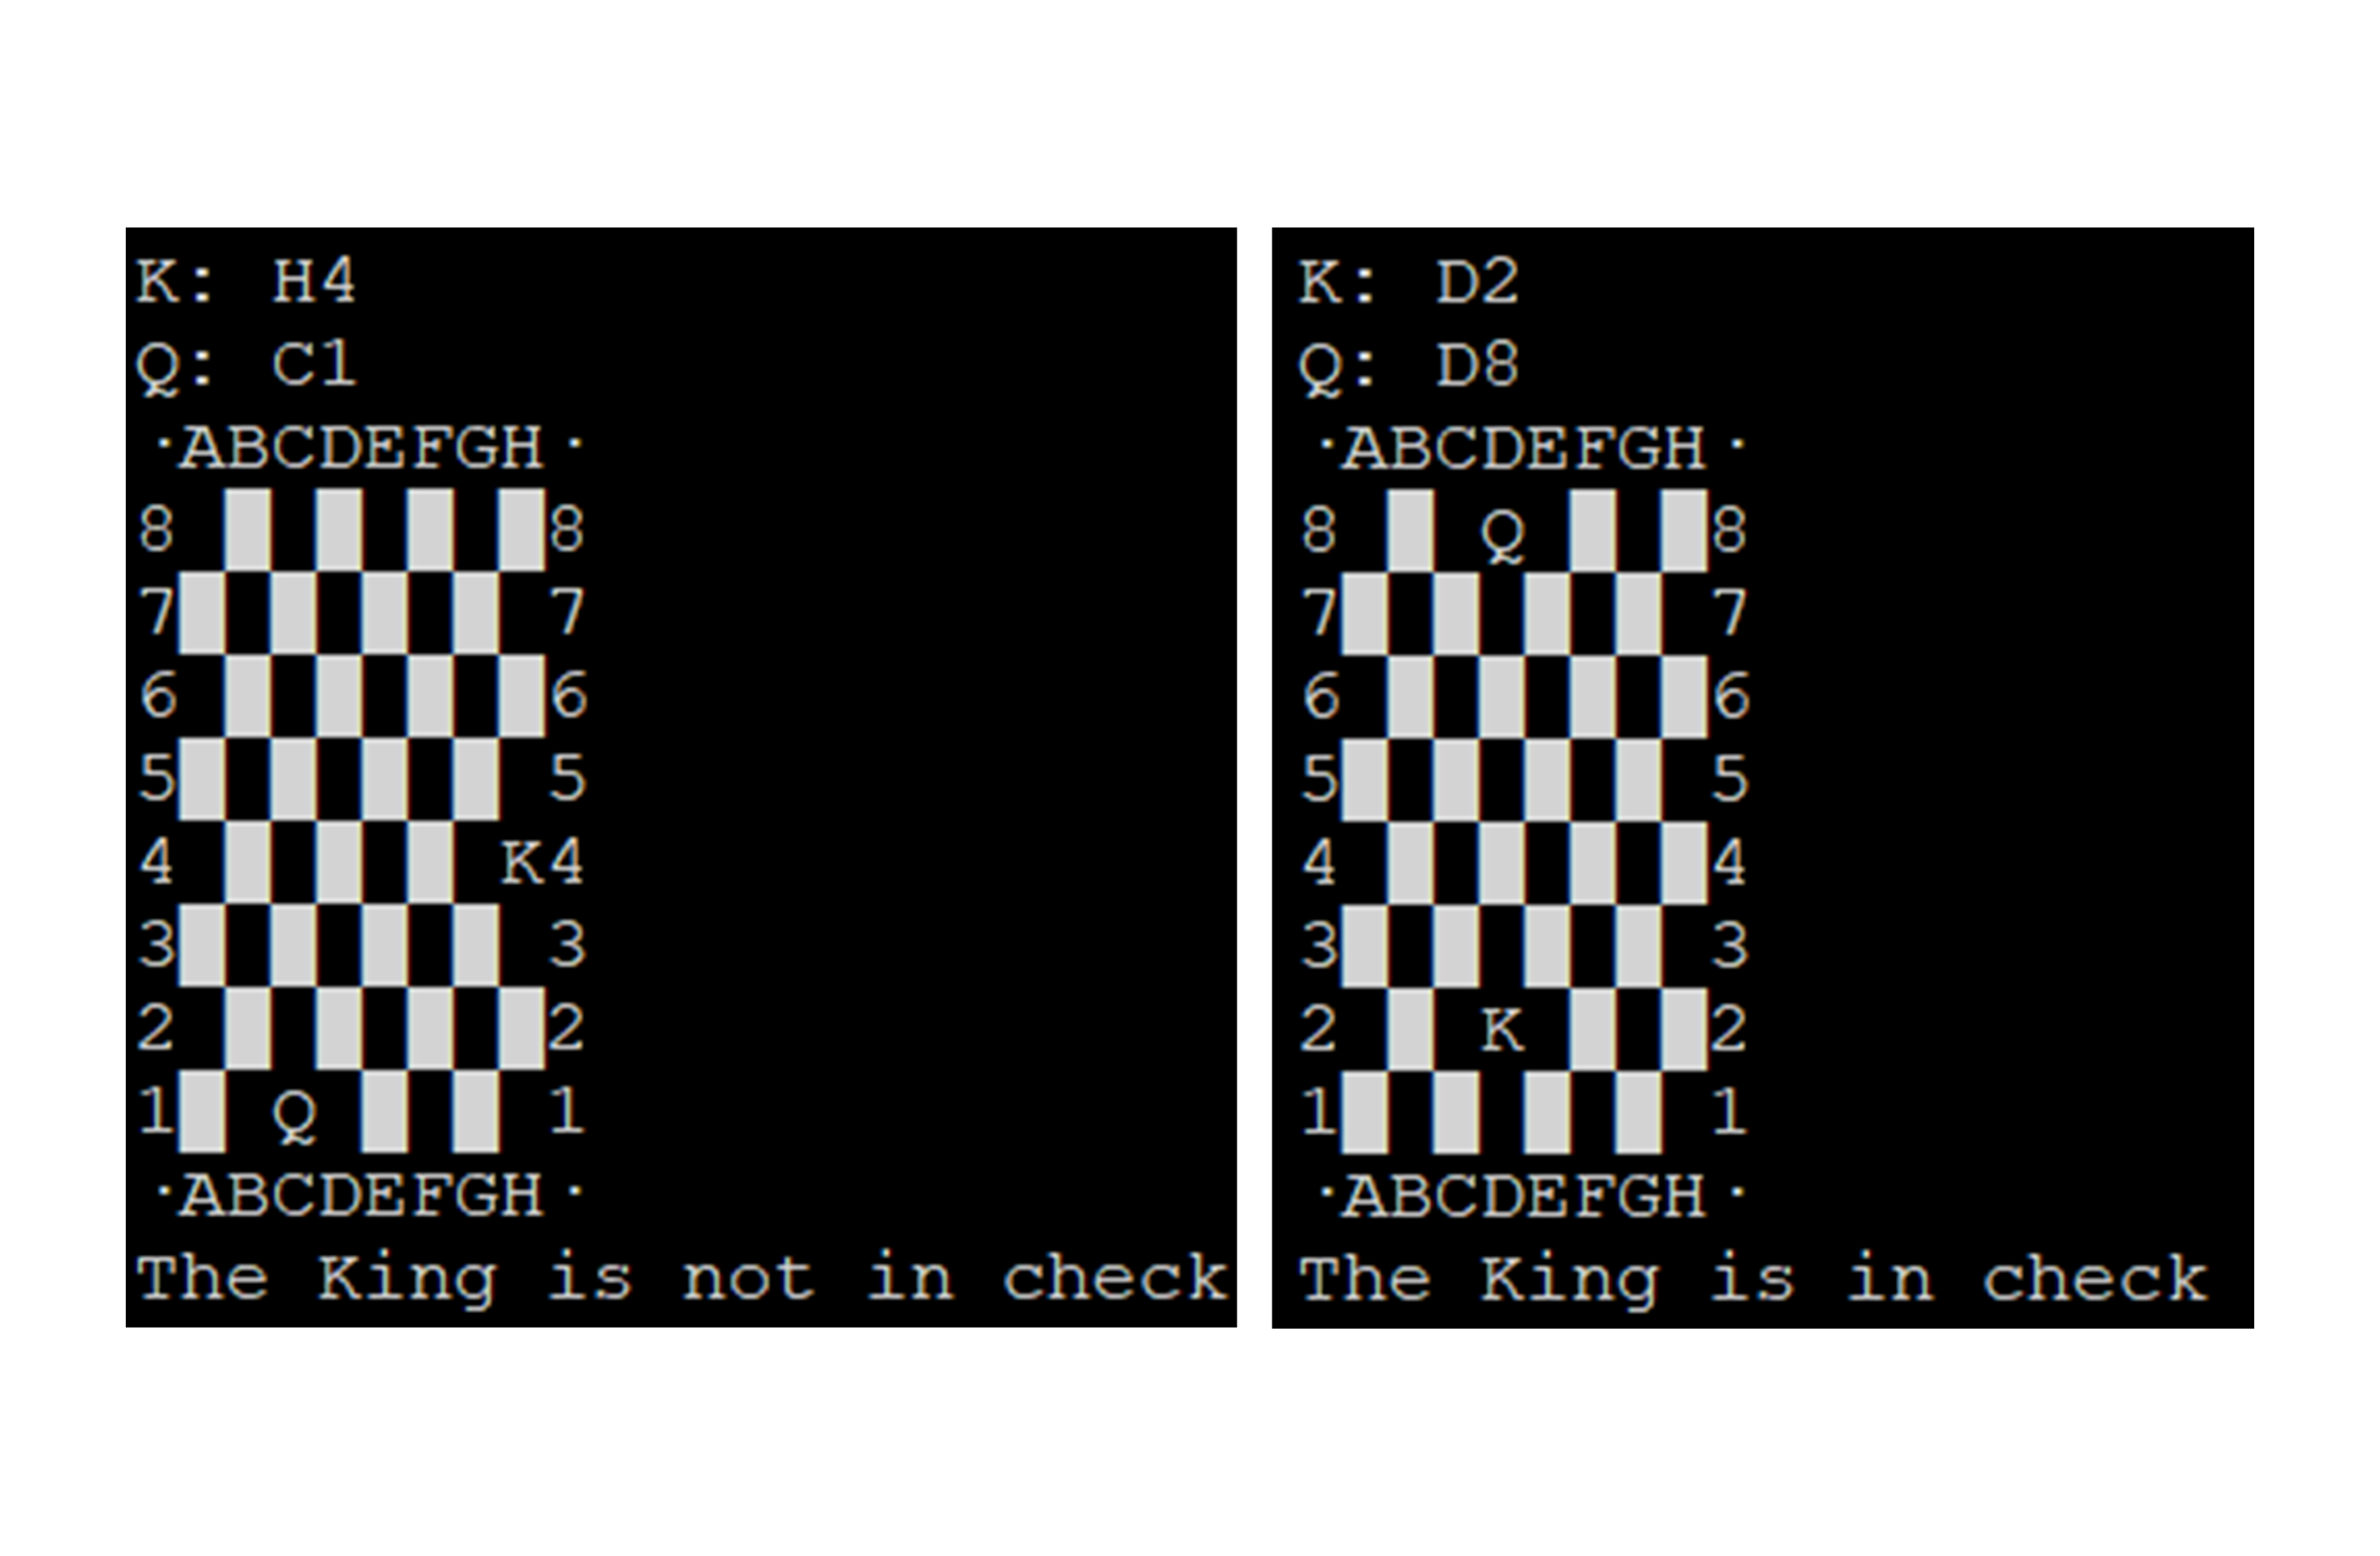 K: H4
Q: C1
·ABCDEFGH·
8 8
7 7
6 6
5 5
4 K4
3 3
2 2
1 Q 1
·ABCDEFGH·
The King is not in check
K: D2
Q: D8
·ABCDEFGH·
8 Q 8
7 7
6 6
5 5
4 4
3 3
2 K 2
1 1
·ABCDEFGH·
The King is in check